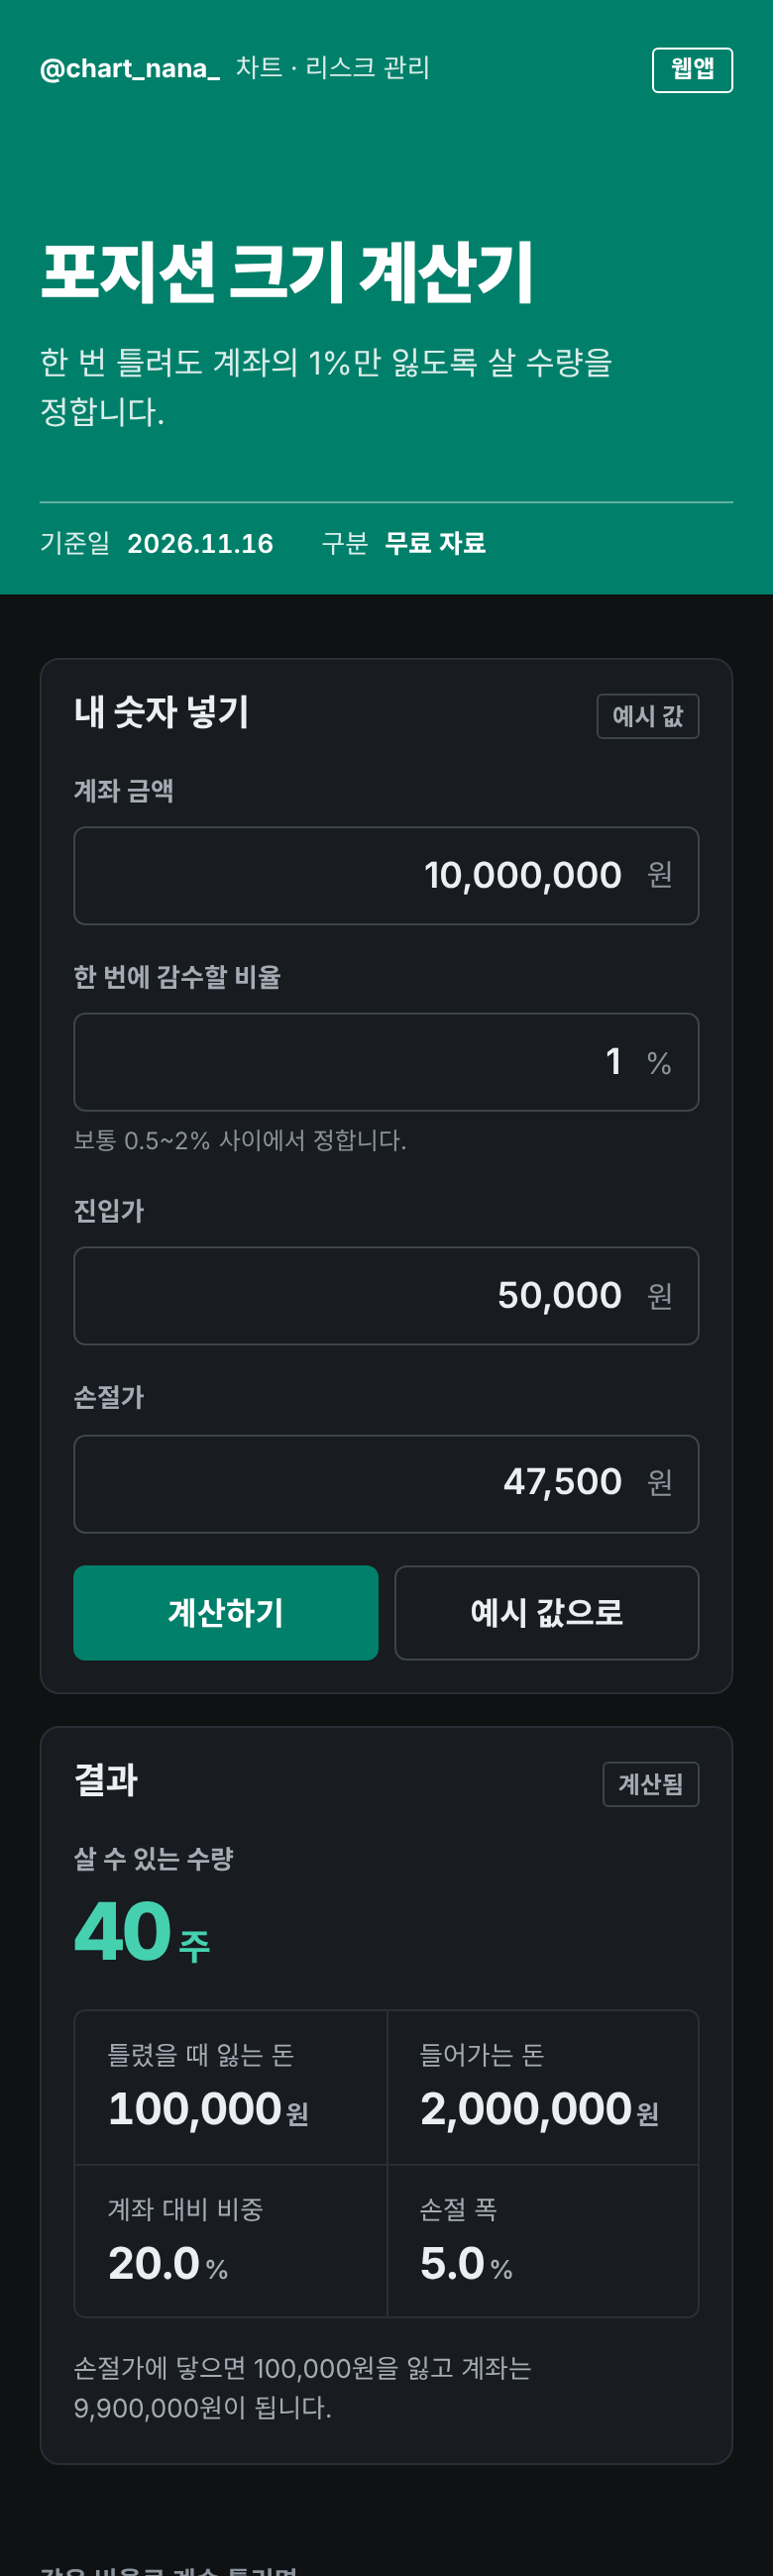 @chart_nana_ 차트 · 리스크 관리
웹앱
포지션 크기 계산기
한 번 틀려도 계좌의 1%만 잃도록 살 수량을
정합니다.
기준일 2026.11.16 구분 무료 자료
내 숫자 넣기
예시 값
계좌 금액
10,000,000 원
한 번에 감수할 비율
1 %
보통 0.5~2% 사이에서 정합니다.
진입가
50,000 원
손절가
47,500 원
계산하기
예시 값으로
결과
계산됨
살 수 있는 수량
40 주
틀렸을 때 잃는 돈
100,000원
들어가는 돈
2,000,000원
계좌 대비 비중
20.0%
손절 폭
5.0%
손절가에 닿으면 100,000원을 잃고 계좌는
9,900,000원이 됩니다.